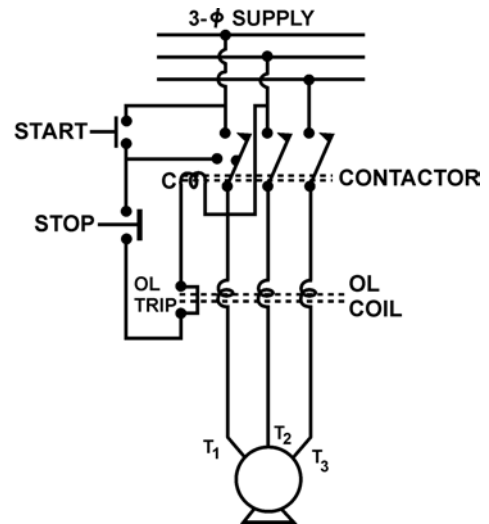 3-ϕ SUPPLY
START
C
CONTACTOR
STOP
OL
TRIP
OL
COIL
T1
T2
T3